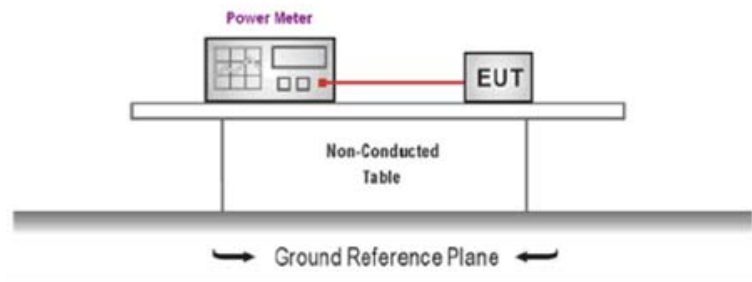 Power Meter
EUT
Non-Conducted
Table
Ground Reference Plane